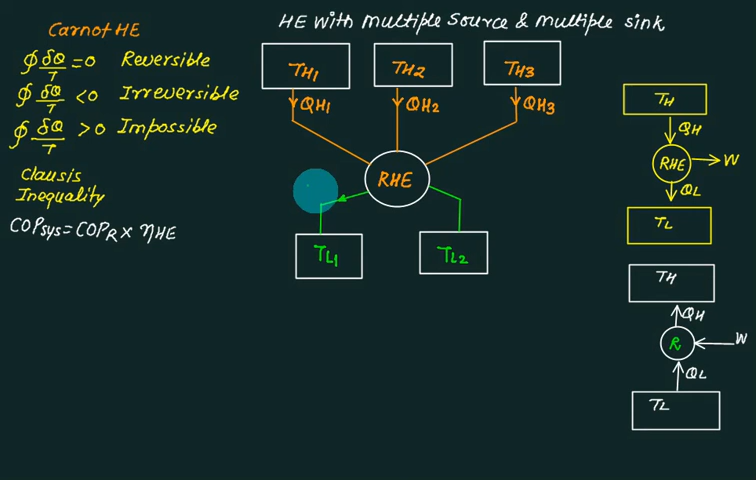 Carnot HE
∮ δQ/T = 0 Reversible
∮ δQ/T < 0 Irreversible
∮ δQ/T > 0 Impossible
Clausis
Inequality
COPsys = COPR × ηHE
HE With multiple Source & multiple sink
TH1 TH2 TH3
QH1 QH2 QH3
RHE
TL1 TL2
TH
QH
RHE W
QL
TL
TH
QH
R W
QL
TL